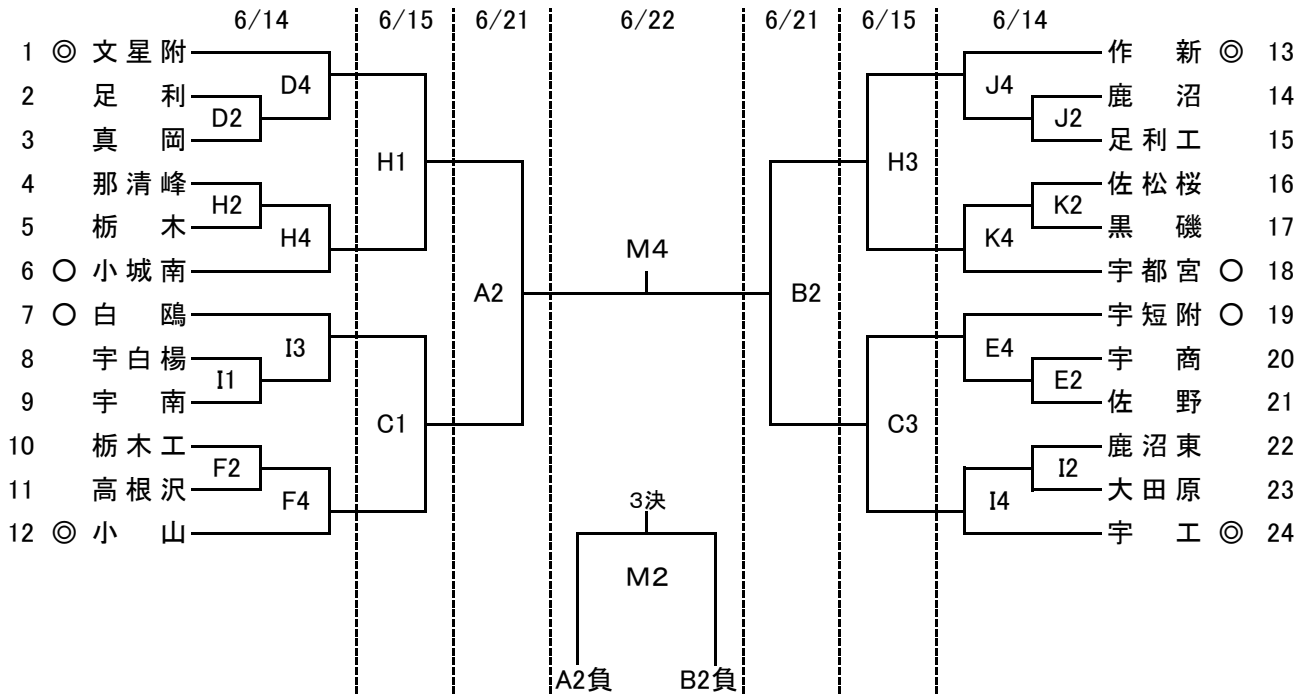 6/14 6/15 6/21 6/22 6/21 6/15 6/14
1 ◎ 文星附 作新 ◎ 13
D4 J4
2 足利 鹿沼 14
D2 J2
3 真岡 足利工 15
H1 H3
4 那清峰 佐松桜 16
H2 K2
5 栃木 黒磯 17
H4 K4
M4
6 ○ 小城南 宇都宮 ○ 18
A2 B2
7 ○ 白鴎 宇短附 ○ 19
I3 E4
8 宇白楊 宇商 20
I1 E2
9 宇南 佐野 21
C1 C3
10 栃木工 鹿沼東 22
F2 I2
11 高根沢 大田原 23
F4 3決 I4
12 ◎ 小山 宇工 ◎ 24
M2
A2負 B2負